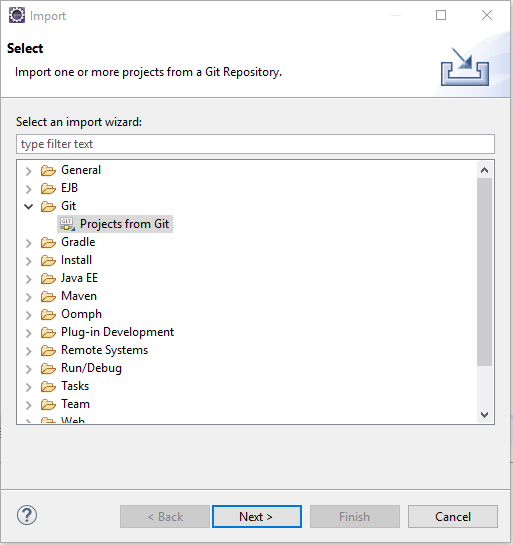 Import
Select
Import one or more projects from a Git Repository.
Select an import wizard:
type filter text
General
EJB
Git
GIT Projects from Git
Gradle
Install
Java EE
Maven
Oomph
Plug-in Development
Remote Systems
Run/Debug
Tasks
Team
Web
? < Back Next > Finish Cancel